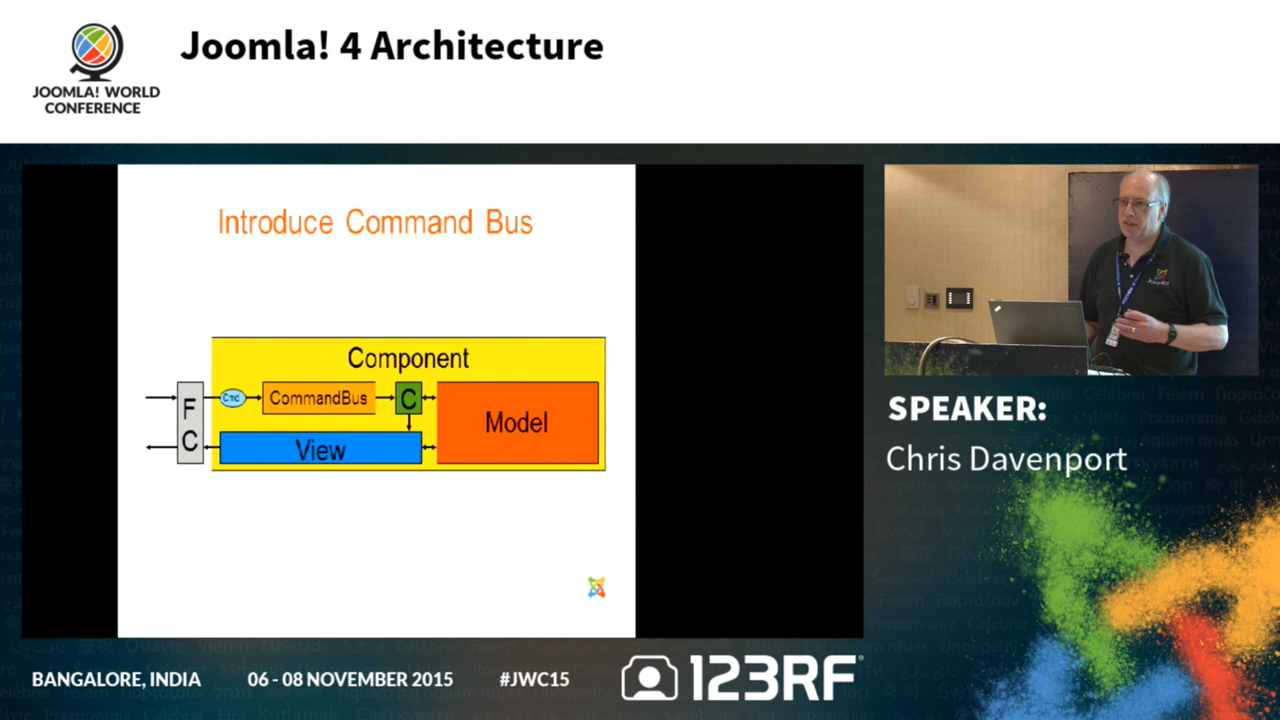 Joomla! 4 Architecture
JOOMLA! WORLD
CONFERENCE
Introduce Command Bus
Component
F
C
Cmd
CommandBus
C
Model
View
Joomla!
SPEAKER:
Chris Davenport
BANGALORE, INDIA
06 - 08 NOVEMBER 2015
#JWC15
123RF